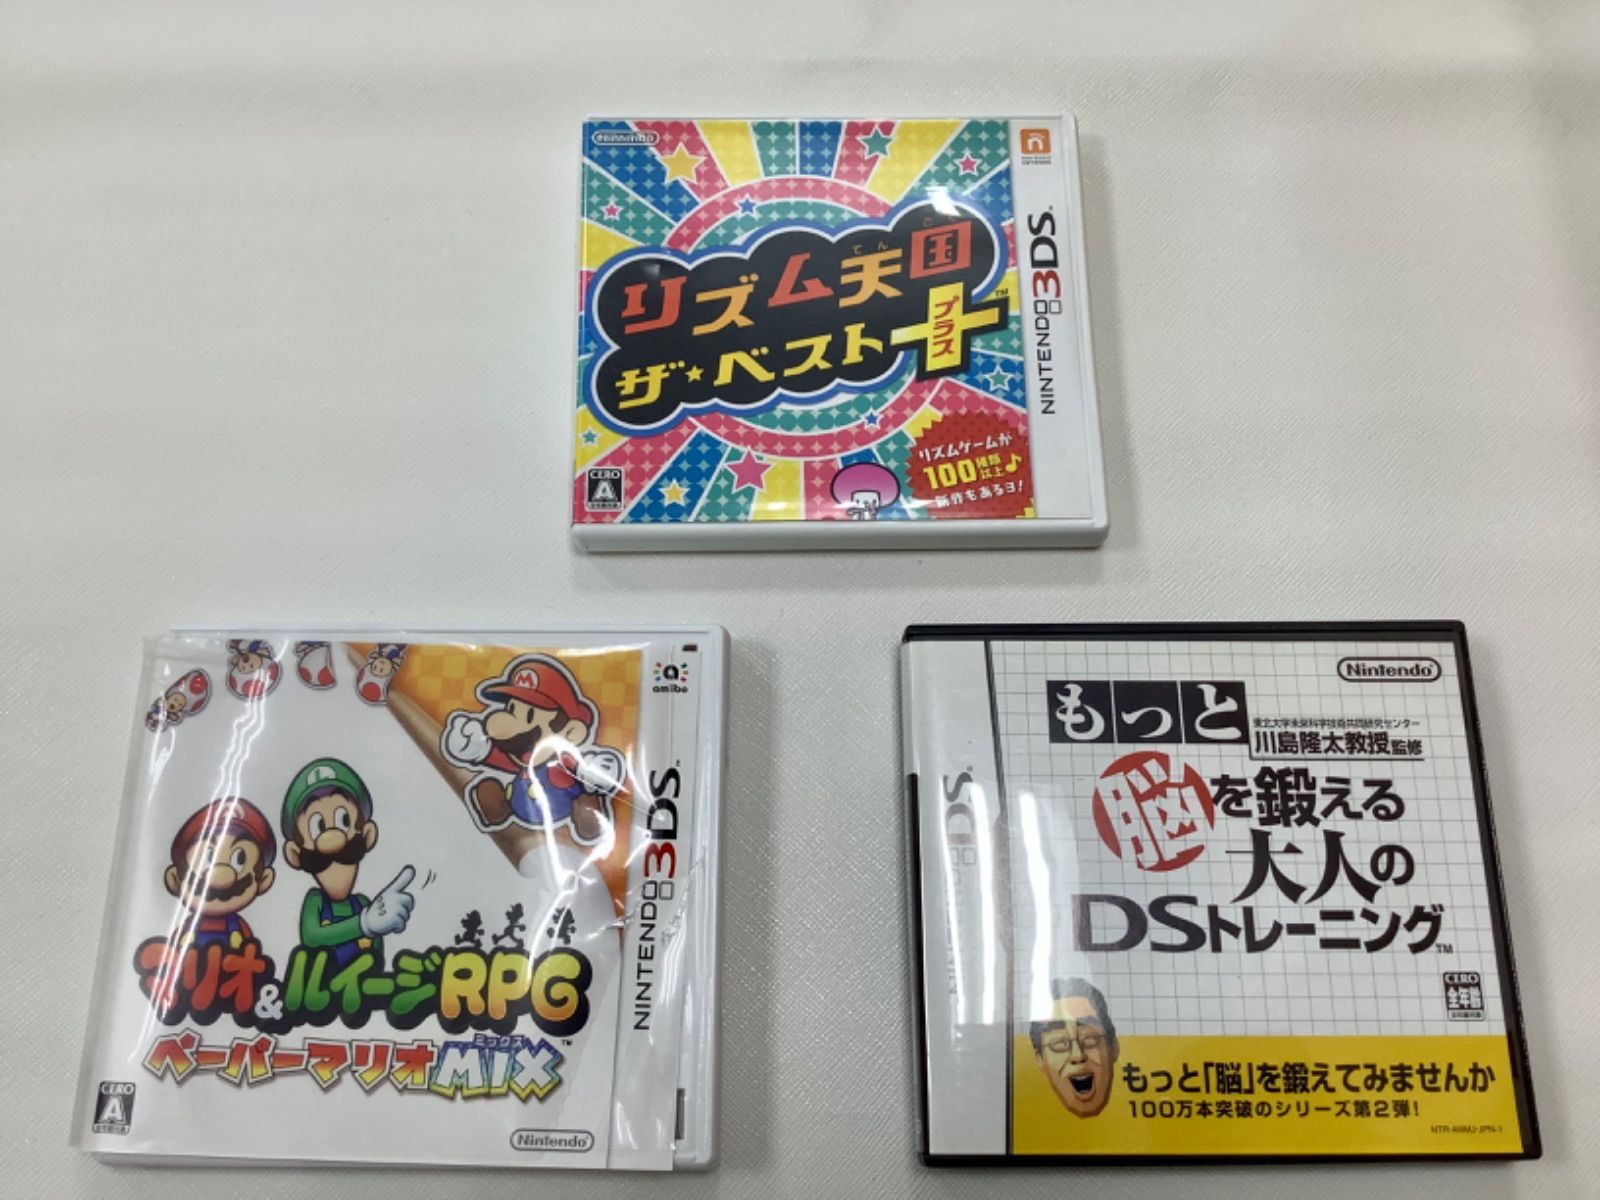 Nintendo
NINTENDO 3DS
リズム天国
てん ごく
ザ★ベスト+
プラス
TM
リズムゲームが
100種類以上♪
新作もあるヨ!
CERO
A
amiibo
NINTENDO 3DS
TM
マリオ&ルイージRPG
ペーパーマリオMIX
ミックス
TM
CERO
A
Nintendo
Nintendo
もっと
東北大学未来科学技術共同研究センター
川島隆太教授監修
脳を鍛える
大人の
DSトレーニング
TM
CERO
全年齢
もっと「脳」を鍛えてみませんか
100万本突破のシリーズ第2弾!
NTR-ANMJ-JPN-1